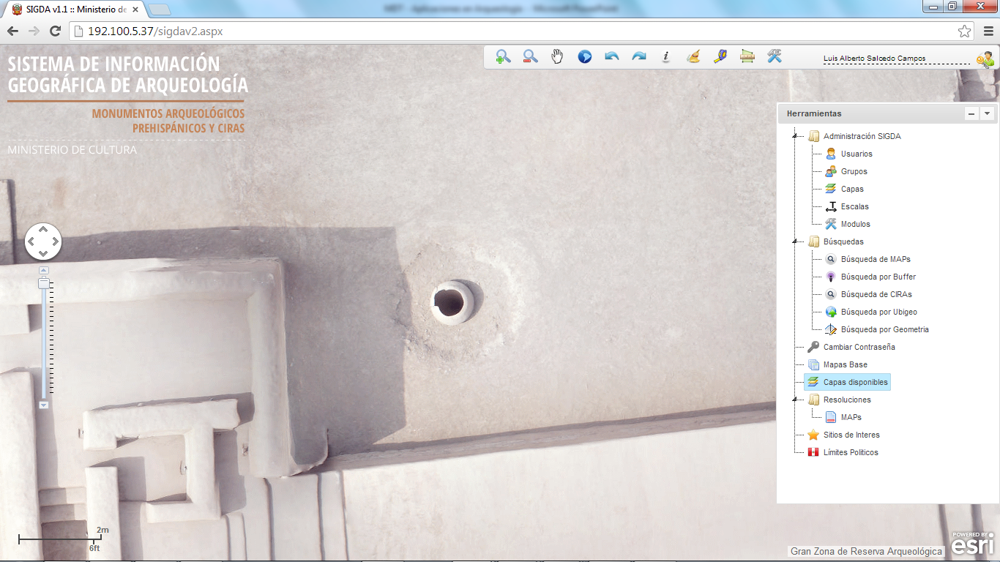 MDT - Aplicaciones en Arqueología - Microsoft PowerPoint
SIGDA v1.1 :: Ministerio de
192.100.5.37/sigdav2.aspx
SISTEMA DE INFORMACIÓN
GEOGRÁFICA DE ARQUEOLOGÍA
MONUMENTOS ARQUEOLÓGICOS
PREHISPÁNICOS Y CIRAS
MINISTERIO DE CULTURA
Luis Alberto Salcedo Campos
Herramientas
Administración SIGDA
Usuarios
Grupos
Capas
Escalas
Modulos
Búsquedas
Búsqueda de MAPs
Búsqueda por Buffer
Búsqueda de CIRAs
Búsqueda por Ubigeo
Búsqueda por Geometria
Cambiar Contraseña
Mapas Base
Capas disponibles
Resoluciones
MAPs
Sitios de Interes
Límites Politicos
2m
6ft
Gran Zona de Reserva Arqueológica
POWERED BY
esri